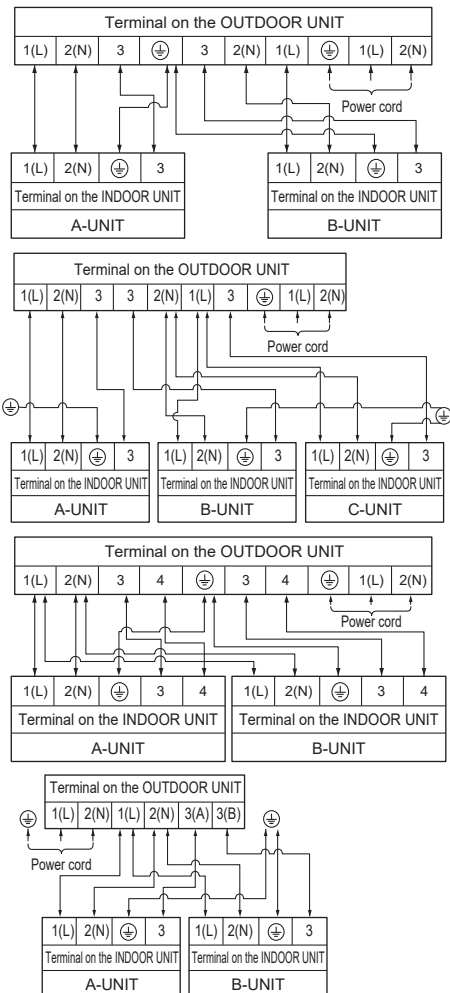 Terminal on the OUTDOOR UNIT
1(L) 2(N) 3 ⏚ 3 2(N) 1(L) ⏚ 1(L) 2(N)
Power cord
1(L) 2(N) ⏚ 3 1(L) 2(N) ⏚ 3
Terminal on the INDOOR UNIT Terminal on the INDOOR UNIT
A-UNIT B-UNIT
Terminal on the OUTDOOR UNIT
1(L) 2(N) 3 3 2(N) 1(L) 3 ⏚ 1(L) 2(N)
Power cord
⏚ ⏚
1(L) 2(N) ⏚ 3 1(L) 2(N) ⏚ 3 1(L) 2(N) ⏚ 3
Terminal on the INDOOR UNIT Terminal on the INDOOR UNIT Terminal on the INDOOR UNIT
A-UNIT B-UNIT C-UNIT
Terminal on the OUTDOOR UNIT
1(L) 2(N) 3 4 ⏚ 3 4 ⏚ 1(L) 2(N)
Power cord
1(L) 2(N) ⏚ 3 4 1(L) 2(N) ⏚ 3 4
Terminal on the INDOOR UNIT Terminal on the INDOOR UNIT
A-UNIT B-UNIT
Terminal on the OUTDOOR UNIT
⏚ 1(L) 2(N) 1(L) 2(N) 3(A) 3(B) ⏚
Power cord
1(L) 2(N) ⏚ 3 1(L) 2(N) ⏚ 3
Terminal on the INDOOR UNIT Terminal on the INDOOR UNIT
A-UNIT B-UNIT